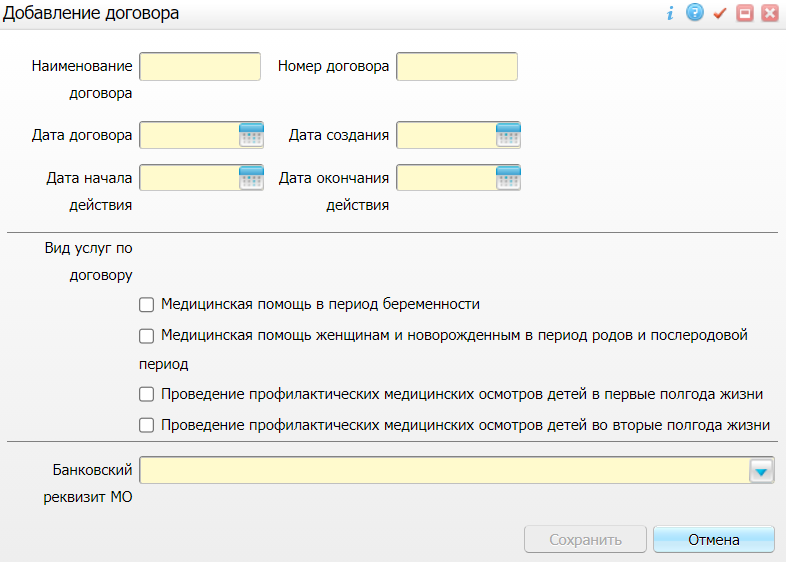 Добавление договора
Наименование договора
Номер договора
Дата договора
Дата создания
Дата начала действия
Дата окончания действия
Вид услуг по договору
Медицинская помощь в период беременности
Медицинская помощь женщинам и новорожденным в период родов и послеродовой
период
Проведение профилактических медицинских осмотров детей в первые полгода жизни
Проведение профилактических медицинских осмотров детей во вторые полгода жизни
Банковский реквизит МО
Сохранить
Отмена